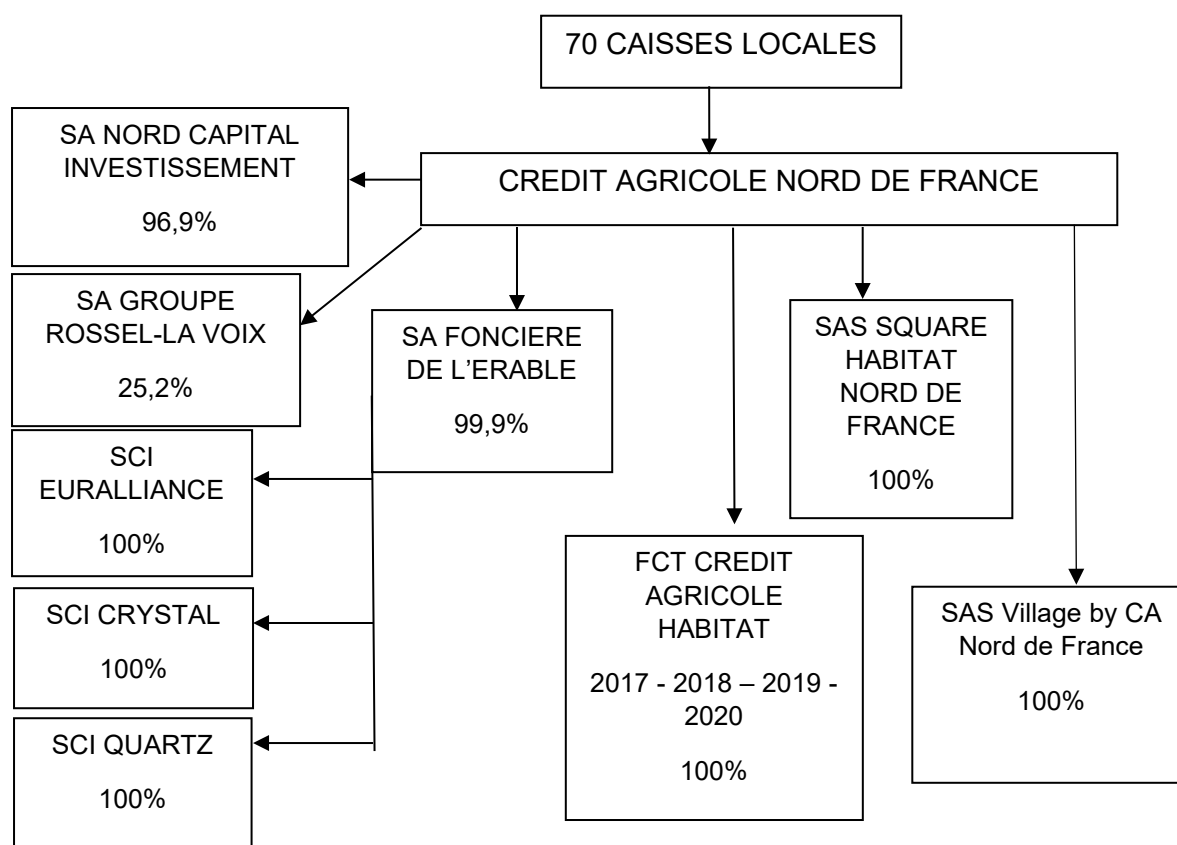 70 CAISSES LOCALES
SA NORD CAPITAL
INVESTISSEMENT
96,9%
CREDIT AGRICOLE NORD DE FRANCE
SA GROUPE
ROSSEL-LA VOIX
25,2%
SA FONCIERE
DE L’ERABLE
99,9%
SAS SQUARE
HABITAT
NORD DE
FRANCE
100%
SCI
EURALLIANCE
100%
FCT CREDIT
AGRICOLE
HABITAT
2017 - 2018 – 2019 -
2020
100%
SAS Village by CA
Nord de France
100%
SCI CRYSTAL
100%
SCI QUARTZ
100%